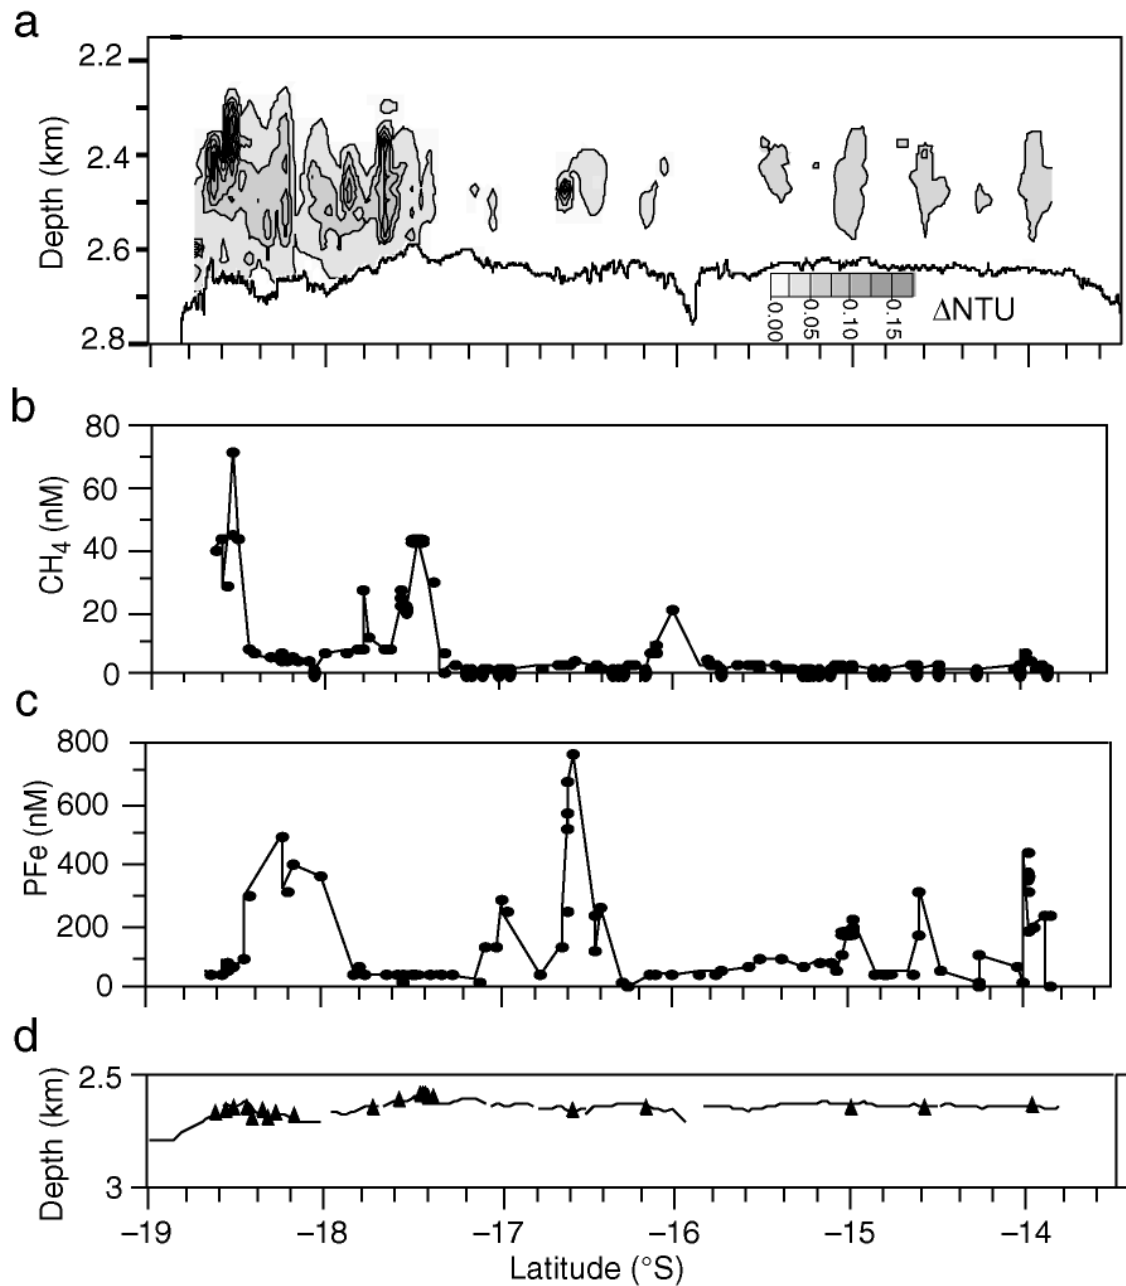 a
2.2
2.4
2.6
2.8
Depth (km)
0.00
0.05
0.10
0.15
ΔNTU
b
80
60
40
20
0
CH₄ (nM)
c
800
600
400
200
0
PFe (nM)
d
2.5
3
Depth (km)
–19
–18
–17
–16
–15
–14
Latitude (°S)